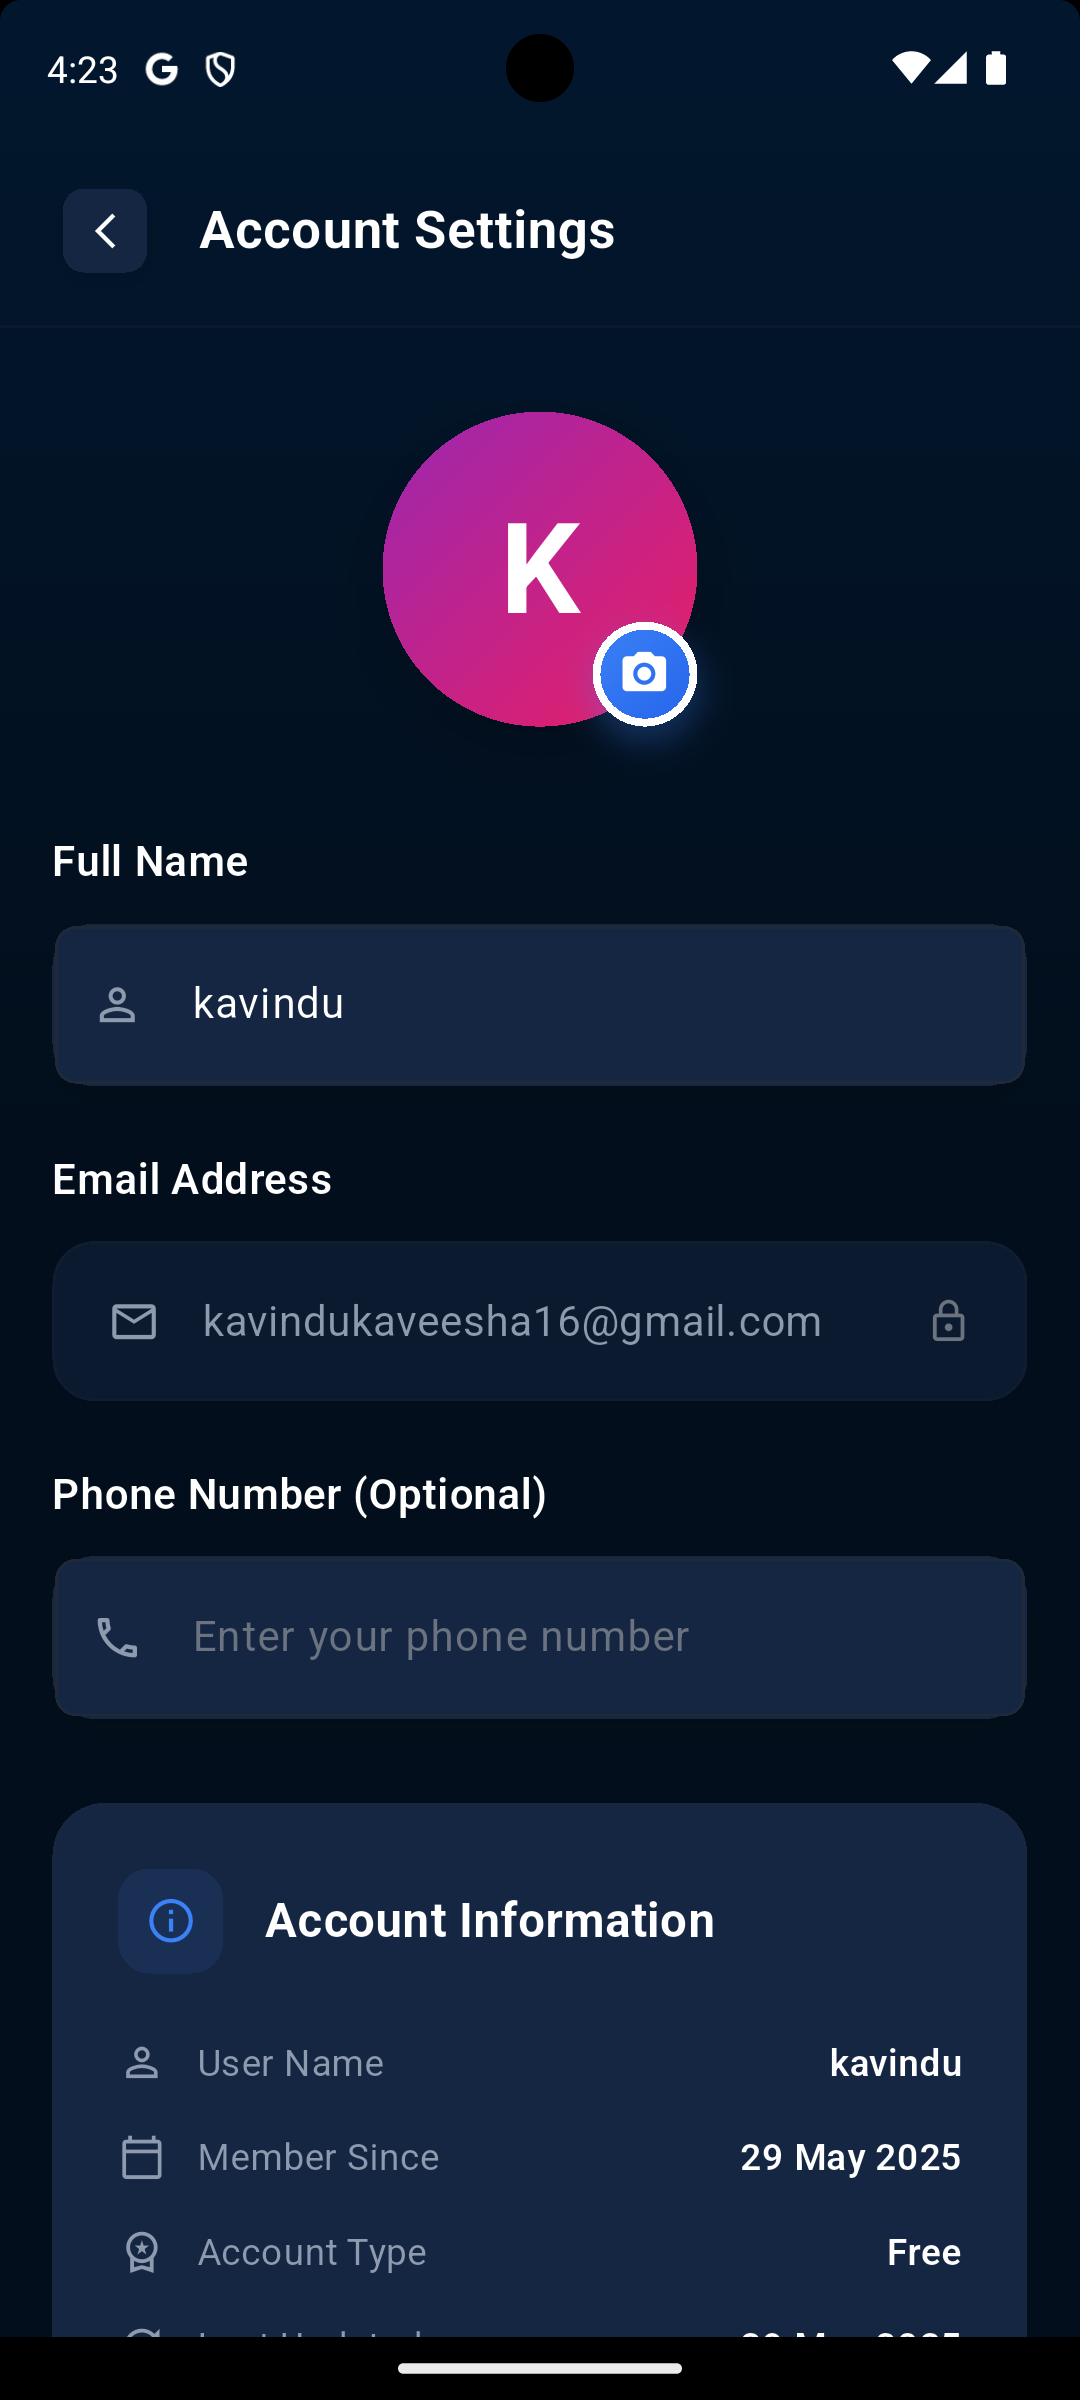 4:23
Account Settings
K
Full Name
kavindu
Email Address
kavindukaveesha16@gmail.com
Phone Number (Optional)
Enter your phone number
Account Information
User Name kavindu
Member Since 29 May 2025
Account Type Free